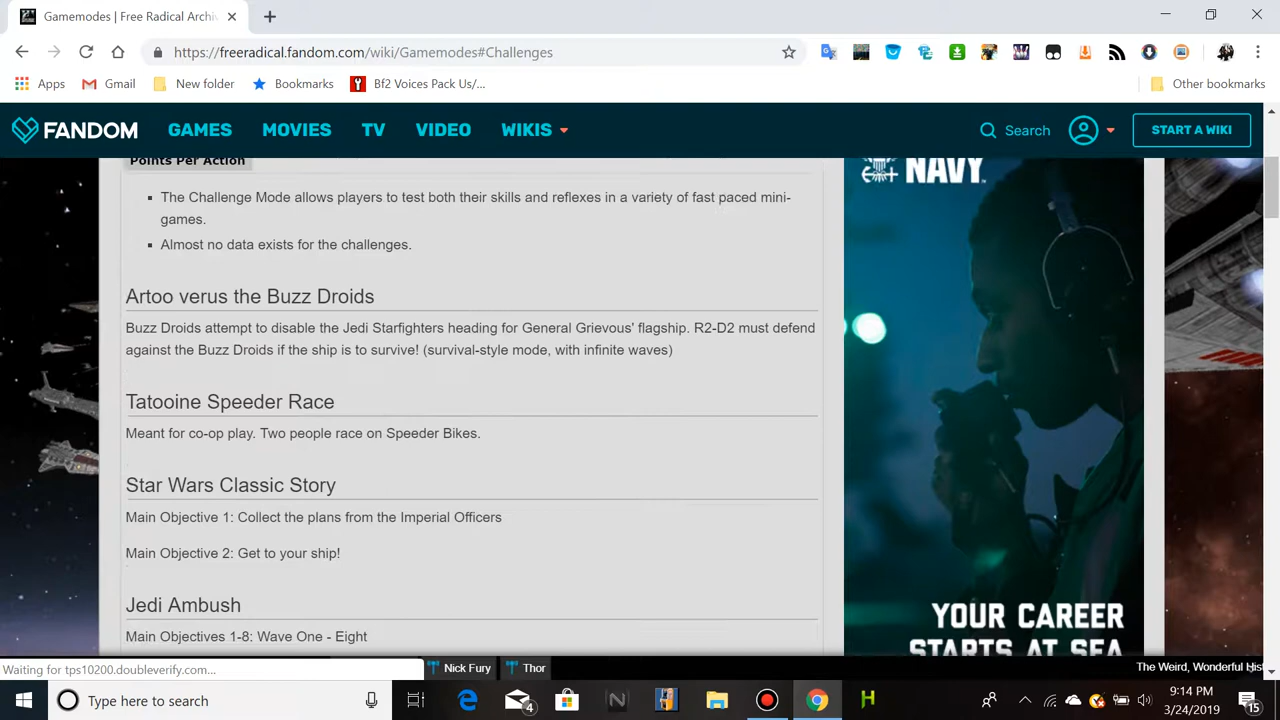 Gamemodes | Free Radical Archi
https://freeradical.fandom.com/wiki/Gamemodes#Challenges
Apps
Gmail
New folder
Bookmarks
Bf2 Voices Pack Us/...
Other bookmarks
FANDOM
GAMES
MOVIES
TV
VIDEO
WIKIS
Search
START A WIKI
Points Per Action
NAVY
The Challenge Mode allows players to test both their skills and reflexes in a variety of fast paced mini-
games.
Almost no data exists for the challenges.
Artoo verus the Buzz Droids
Buzz Droids attempt to disable the Jedi Starfighters heading for General Grievous' flagship. R2-D2 must defend
against the Buzz Droids if the ship is to survive! (survival-style mode, with infinite waves)
Tatooine Speeder Race
Meant for co-op play. Two people race on Speeder Bikes.
Star Wars Classic Story
Main Objective 1: Collect the plans from the Imperial Officers
Main Objective 2: Get to your ship!
Jedi Ambush
Main Objectives 1-8: Wave One - Eight
YOUR CAREER
STARTS AT SEA
Waiting for tps10200.doubleverify.com...
Nick Fury
Thor
The Weird, Wonderful Hist
Type here to search
4
N
H
9:14 PM
3/24/2019
15